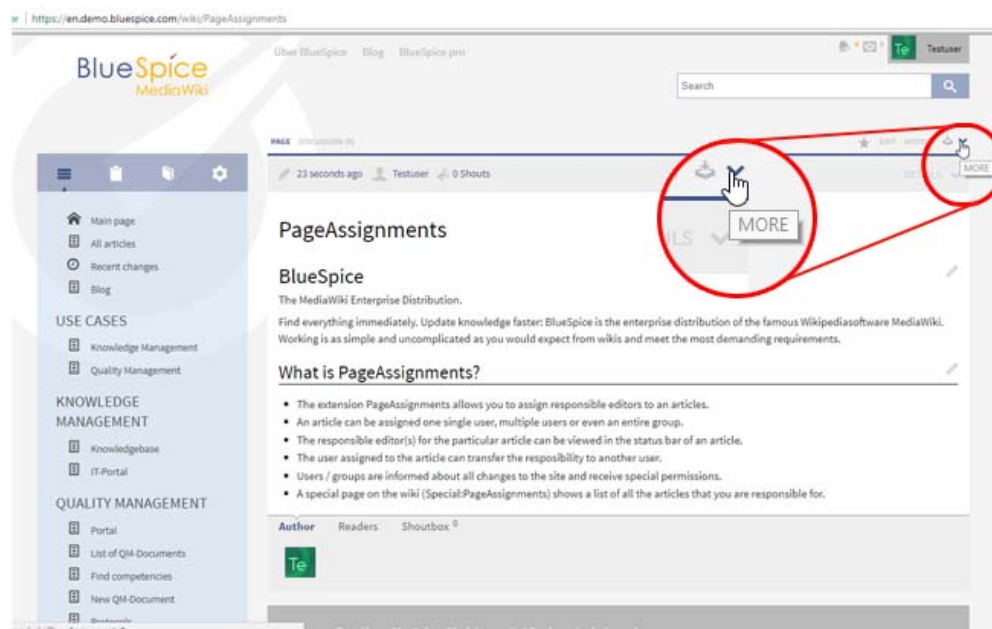 https://en.demo.bluespice.com/wiki/PageAssignments
BlueSpice
MediaWiki
Über BlueSpice Blog BlueSpice pro
Te Testuser
Search
PAGE DISCUSSION (0)
EDIT HISTORY
MORE
23 seconds ago Testuser 0 Shouts
DETAILS
MORE
ILS
Main page
All articles
Recent changes
Blog
USE CASES
Knowledge Management
Quality Management
KNOWLEDGE
MANAGEMENT
Knowledgebase
IT-Portal
QUALITY MANAGEMENT
Portal
List of QM-Documents
Find competencies
New QM-Document
Protocols
PageAssignments
BlueSpice
The MediaWiki Enterprise Distribution.
Find everything immediately. Update knowledge faster: BlueSpice is the enterprise distribution of the famous Wikipediasoftware MediaWiki.
Working is as simple and uncomplicated as you would expect from wikis and meet the most demanding requirements.
What is PageAssignments?
The extension PageAssignments allows you to assign responsible editors to an articles.
An article can be assigned one single user, multiple users or even an entire group.
The responsible editor(s) for the particular article can be viewed in the status bar of an article.
The user assigned to the article can transfer the resposibility to another user.
Users / groups are informed about all changes to the site and receive special permissions.
A special page on the wiki (Special:PageAssignments) shows a list of all the articles that you are responsible for.
Author Readers Shoutbox 0
Te